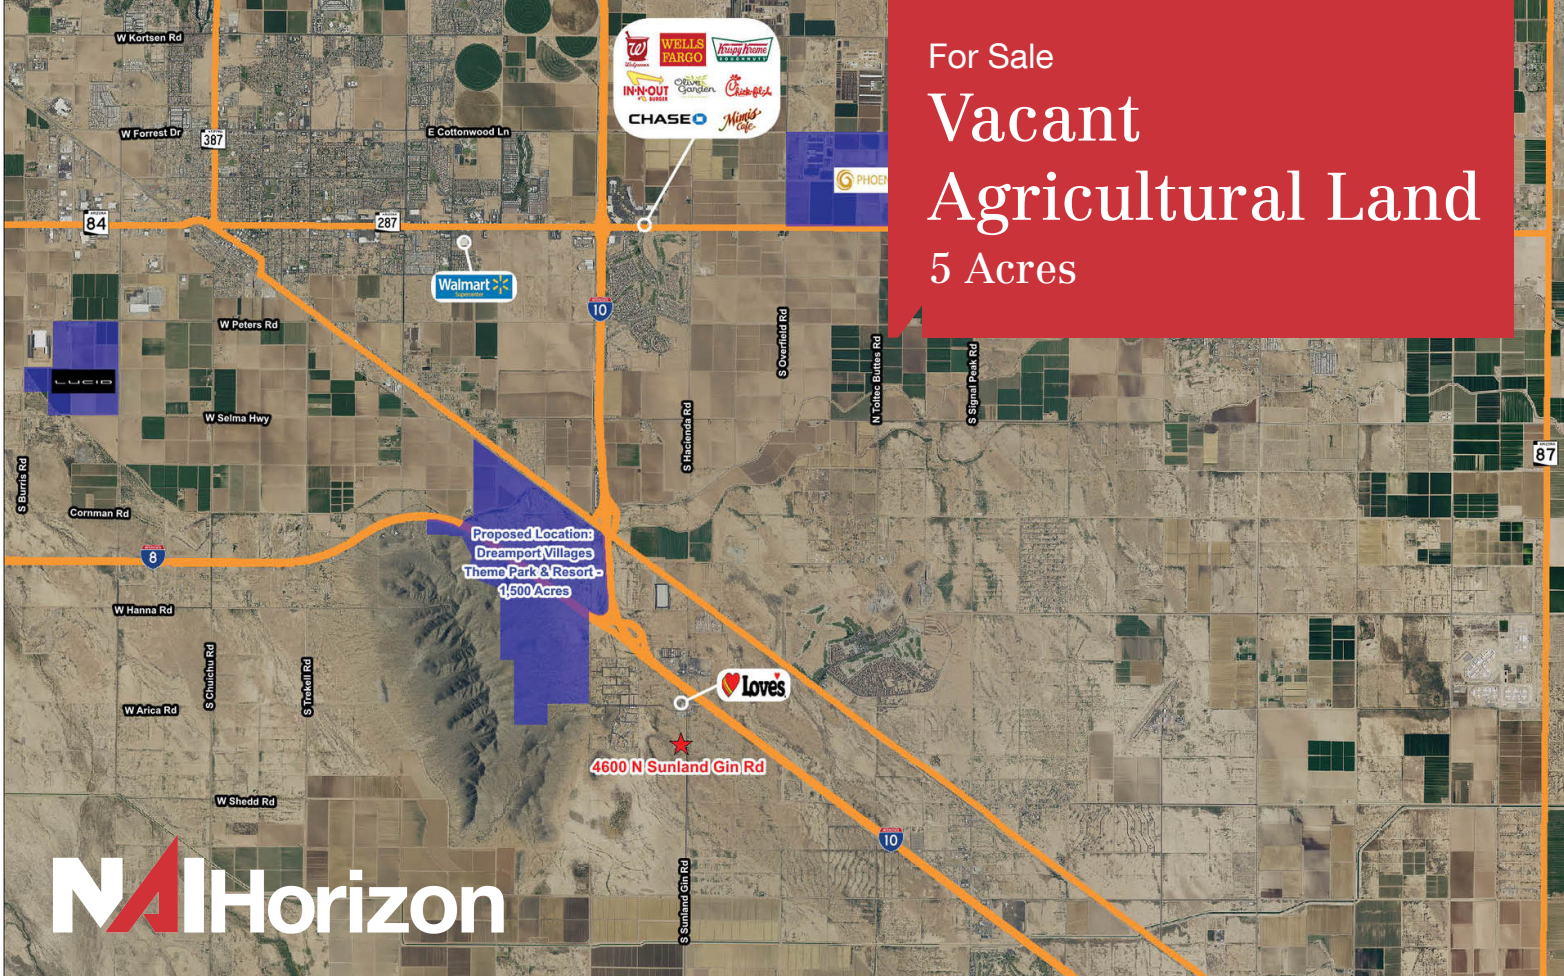 For Sale
Vacant
Agricultural Land
5 Acres
W Kortsen Rd
Walgreens
WELLS
FARGO
Krispy Kreme
DOUGHNUTS
IN-N-OUT
BURGER
Olive
Garden
Chick-fil-A
CHASE
Mimi's
Cafe
W Forrest Dr
387
E Cottonwood Ln
PHOEN
84
287
Walmart
Supercenter
10
W Peters Rd
S Overfield Rd
N Toltec Buttes Rd
S Signal Peak Rd
LUCID
W Selma Hwy
S Hacienda Rd
87
S Burris Rd
Cornman Rd
Proposed Location:
Dreamport Villages
Theme Park & Resort -
1,500 Acres
8
W Hanna Rd
S Chuichu Rd
S Trekell Rd
Love's
W Arica Rd
4600 N Sunland Gin Rd
W Shedd Rd
10
S Sunland Gin Rd
NAIHorizon